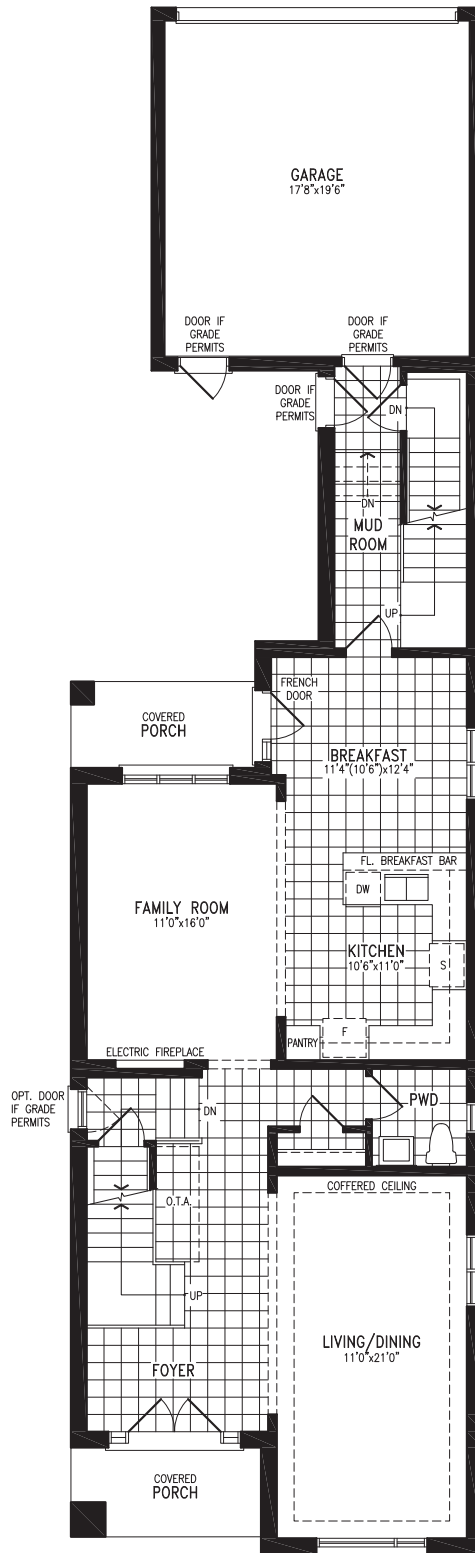 GARAGE
17'8"x19'6"
DOOR IF
GRADE
PERMITS
DOOR IF
GRADE
PERMITS
DOOR IF
GRADE
PERMITS
DN
DN
MUD
ROOM
UP
FRENCH
DOOR
COVERED
PORCH
BREAKFAST
11'4"(10'6")x12'4"
FL. BREAKFAST BAR
DW
FAMILY ROOM
11'0"x16'0"
KITCHEN
10'6"x11'0"
S
F
PANTRY
ELECTRIC FIREPLACE
OPT. DOOR
IF GRADE
PERMITS
DN
PWD
COFFERED CEILING
O.T.A.
UP
LIVING/DINING
11'0"x21'0"
FOYER
COVERED
PORCH